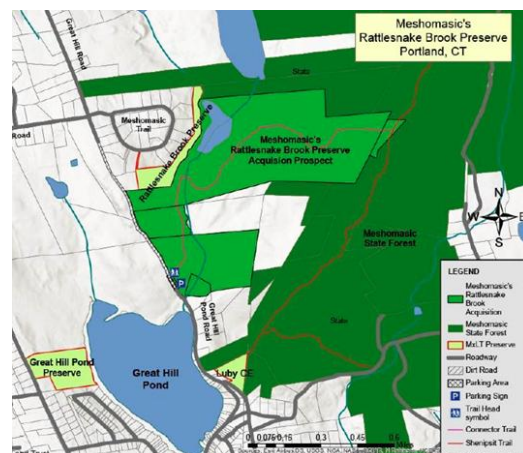 Meshomasic's
Rattlesnake Brook Preserve
Portland, CT
Great Hill Road
State
Meshomasic
Trail
Road
Rattlesnake Brook Preserve
Meshomasic's
Rattlesnake Brook Preserve
Acquision Prospect
N
W
E
S
Meshomasic
State Forest
P
Great Hill
Pond Road
State
Great Hill Pond
Preserve
Great Hill
Pond
Luby CE
LEGEND
Meshomasic's
Rattlesnake
Brook
Acquisition
Meshomasic
State Forest
MxLT Preserve
Roadway
Dirt Road
Parking Area
P
Parking Sign
Trail Head
symbol
Connector Trail
Shenipsit Trail
0 0.075 0.15 0.3 0.45 0.6